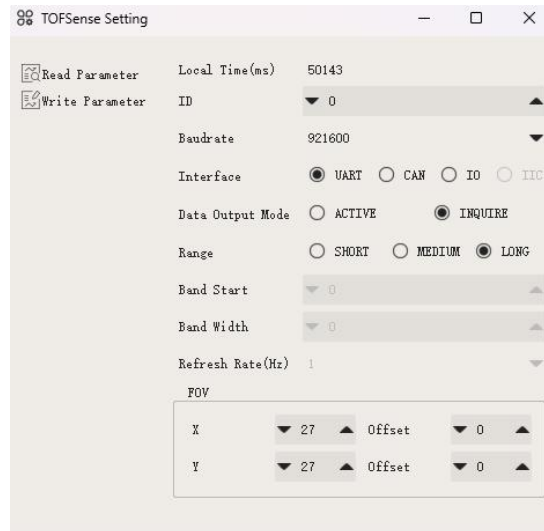 TOFSense Setting
Read Parameter
Write Parameter
Local Time(ms) 50143
ID 0
Baudrate 921600
Interface UART CAN IO IIC
Data Output Mode ACTIVE INQUIRE
Range SHORT MEDIUM LONG
Band Start 0
Band Width 0
Refresh Rate(Hz) 1
FOV
X 27 Offset 0
Y 27 Offset 0